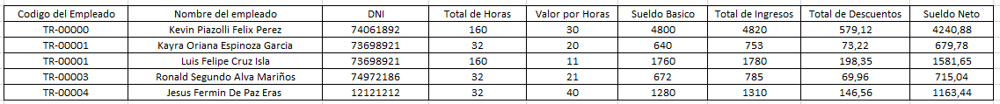 Codigo del Empleado Nombre del empleado DNI Total de Horas Valor por Horas Sueldo Basico Total de Ingresos Total de Descuentos Sueldo Neto
TR-00000 Kevin Piazolli Felix Perez 74061892 160 30 4800 4820 579,12 4240,88
TR-00001 Kayra Oriana Espinoza Garcia 73698921 32 20 640 753 73,22 679,78
TR-00001 Luis Felipe Cruz Isla 73698921 160 11 1760 1780 198,35 1581,65
TR-00003 Ronald Segundo Alva Mariños 74972186 32 21 672 785 69,96 715,04
TR-00004 Jesus Fermin De Paz Eras 12121212 32 40 1280 1310 146,56 1163,44